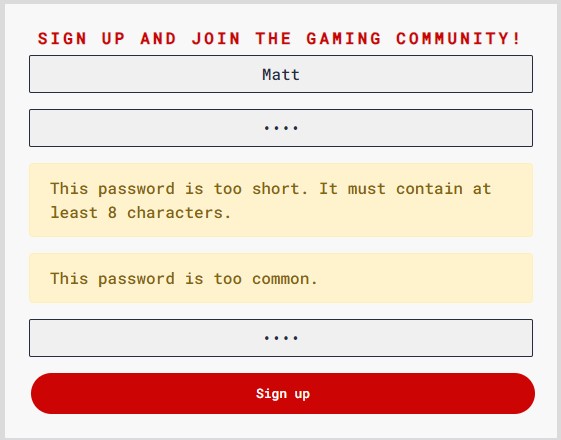 SIGN UP AND JOIN THE GAMING COMMUNITY!
Matt
••••
This password is too short. It must contain at
least 8 characters.
This password is too common.
••••
Sign up